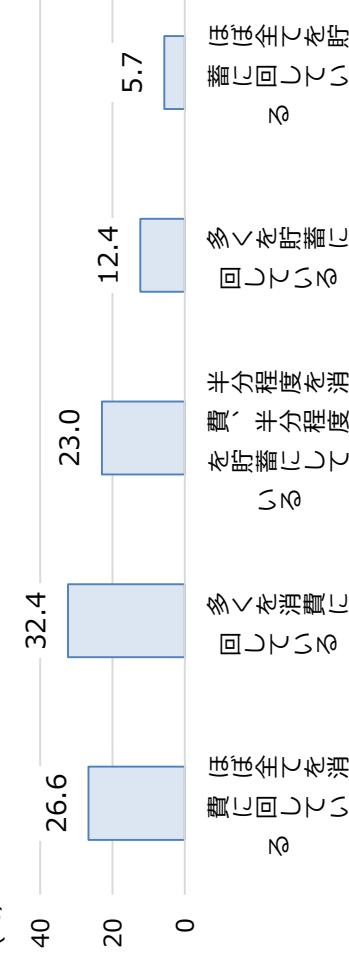 40
20
0
26.6
32.4
23.0
12.4
5.7
ほぼ全てを消
費に回してい
る
多くを消費に
回している
半分程度を消
費、半分程度
を貯蓄にして
いる
多くを貯蓄に
回している
ほぼ全てを貯
蓄に回してい
る